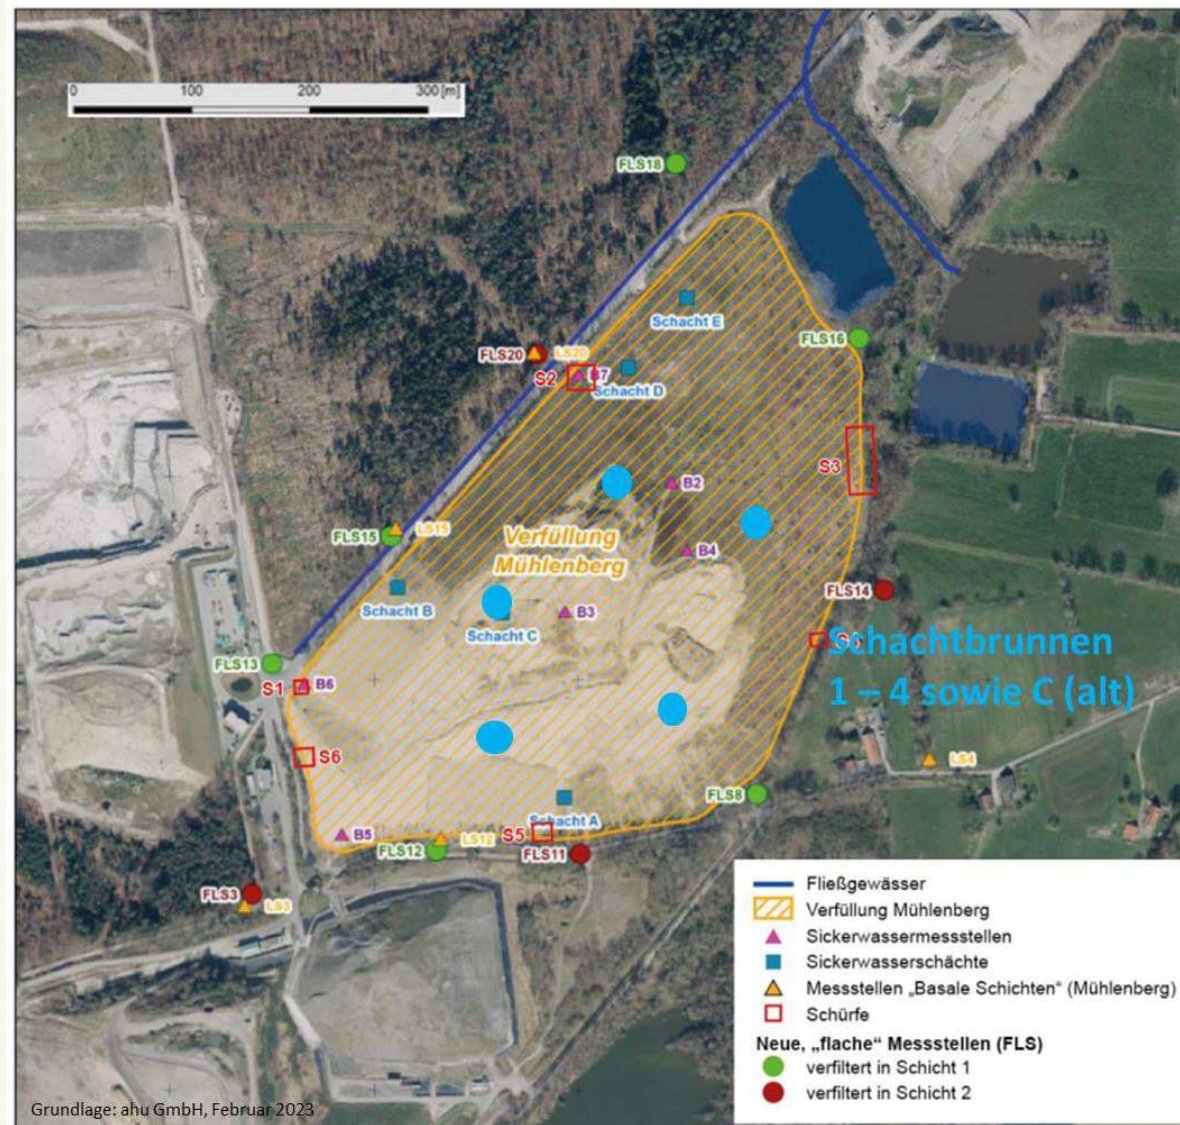 0 100 200 300 [m]
FLS18
Schacht E
FLS16
FLS20 LS20
S2 B7
Schacht D
S3
B2
FLS15 LS15
Verfüllung
Mühlenberg
B4
FLS14
Schacht B
B3
Schacht C
Schachtbrunnen
1 – 4 sowie C (alt)
FLS13
S1 B6
S6
LS4
FLS8
Schacht A
B5
S5
LS12
FLS12
FLS11
FLS3
LS3
Fließgewässer
Verfüllung Mühlenberg
Sickerwassermessstellen
Sickerwasserschächte
Messstellen „Basale Schichten“ (Mühlenberg)
Schürfe
Neue, „flache“ Messstellen (FLS)
verfiltert in Schicht 1
verfiltert in Schicht 2
Grundlage: ahu GmbH, Februar 2023